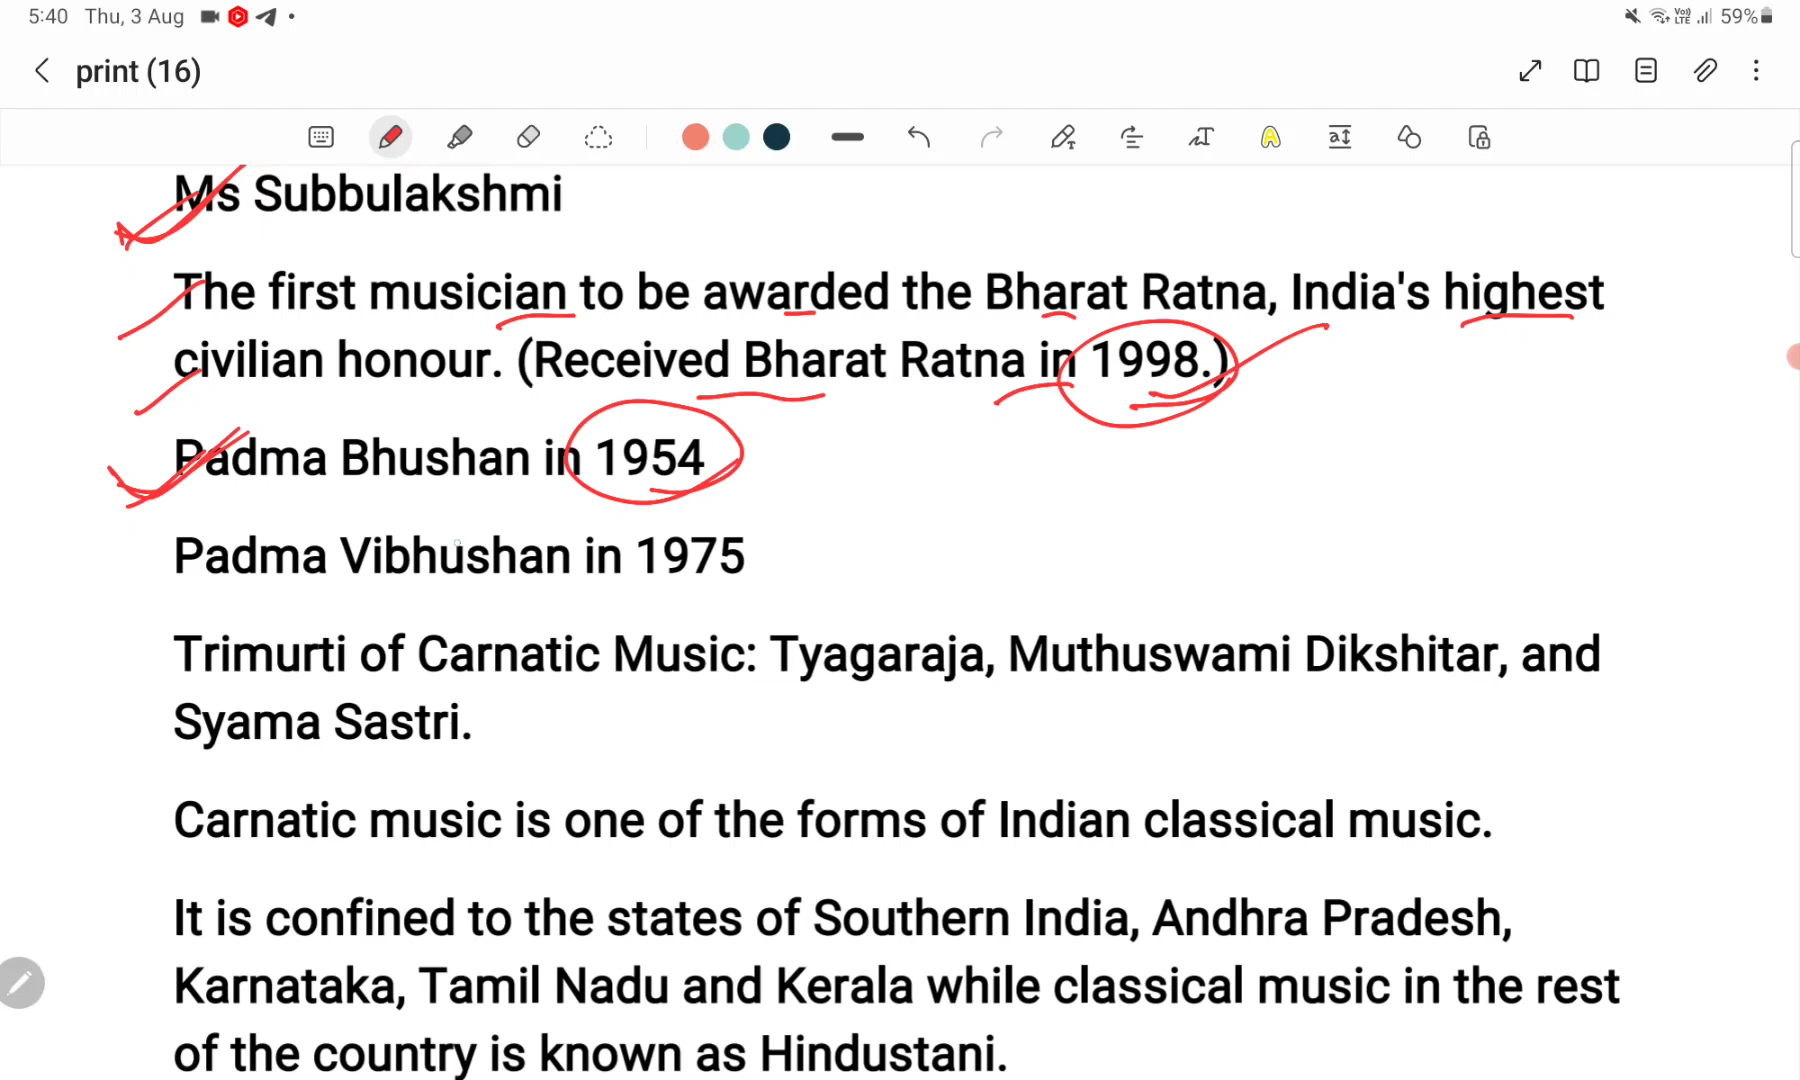 5:40 Thu, 3 Aug
Vo)) LTE 59%
print (16)
Ms Subbulakshmi
The first musician to be awarded the Bharat Ratna, India's highest
civilian honour. (Received Bharat Ratna in 1998.)
Padma Bhushan in 1954
Padma Vibhushan in 1975
Trimurti of Carnatic Music: Tyagaraja, Muthuswami Dikshitar, and
Syama Sastri.
Carnatic music is one of the forms of Indian classical music.
It is confined to the states of Southern India, Andhra Pradesh,
Karnataka, Tamil Nadu and Kerala while classical music in the rest
of the country is known as Hindustani.